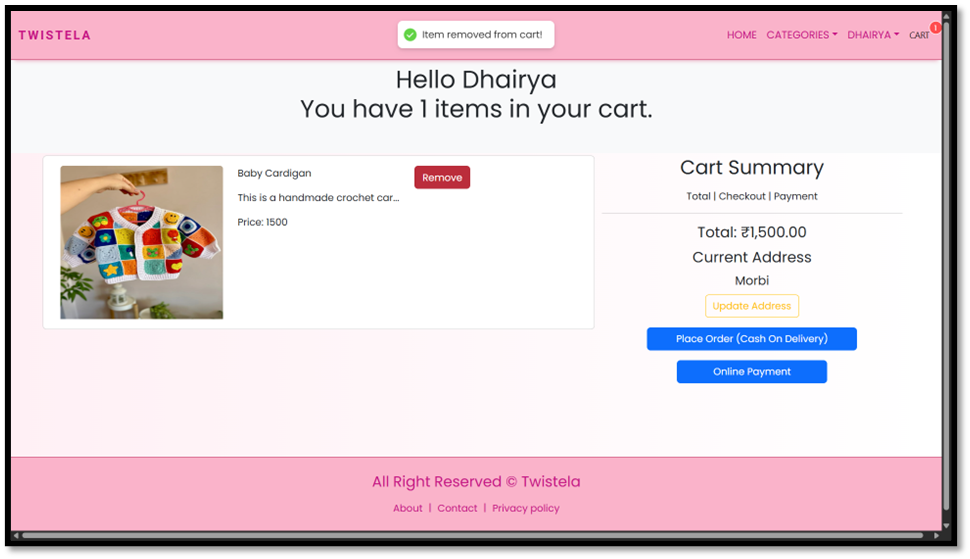 TWISTELA
Item removed from cart!
HOME CATEGORIES DHAIRYA CART 1
Hello Dhairya
You have 1 items in your cart.
Baby Cardigan
Remove
This is a handmade crochet car...
Price: 1500
Cart Summary
Total | Checkout | Payment
Total: ₹1,500.00
Current Address
Morbi
Update Address
Place Order (Cash On Delivery)
Online Payment
All Right Reserved © Twistela
About | Contact | Privacy policy